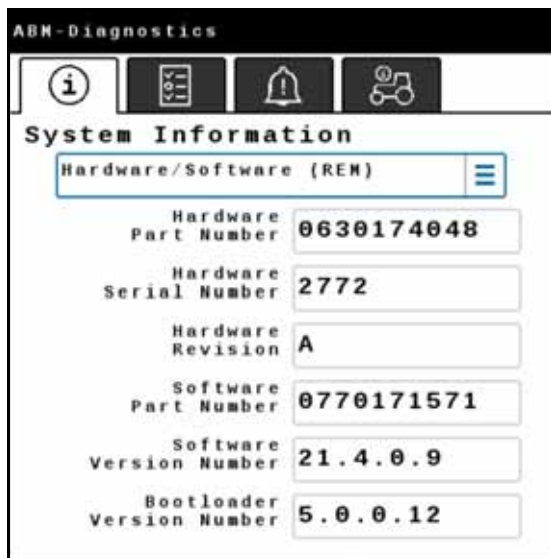 ABM-Diagnostics
System Information
Hardware/Software (REM)
Hardware
Part Number
0630174048
Hardware
Serial Number
2772
Hardware
Revision
A
Software
Part Number
0770171571
Software
Version Number
21.4.0.9
Bootloader
Version Number
5.0.0.12